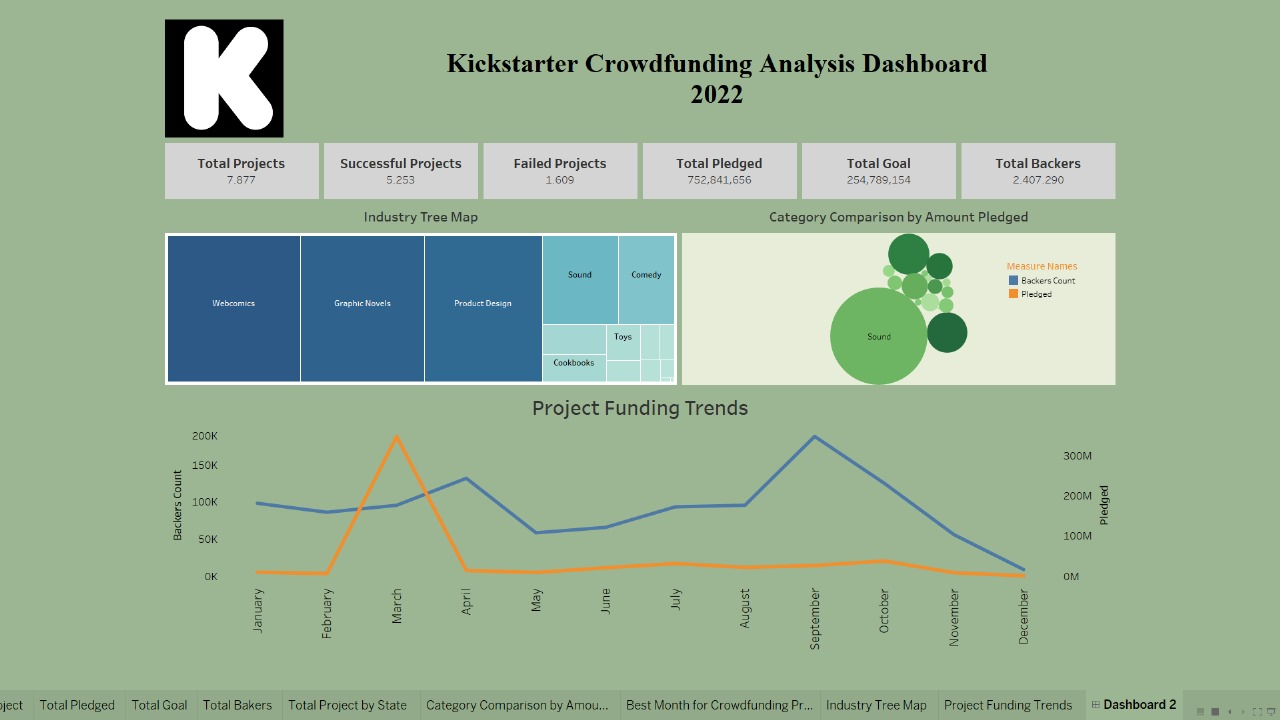 K
Kickstarter Crowdfunding Analysis Dashboard
2022
Total Projects
7.877
Successful Projects
5.253
Failed Projects
1.609
Total Pledged
752,841,656
Total Goal
254,789,154
Total Backers
2.407.290
Industry Tree Map
Category Comparison by Amount Pledged
Webcomics
Graphic Novels
Product Design
Sound
Comedy
Toys
Cookbooks
Sound
Measure Names
Backers Count
Pledged
Project Funding Trends
Backers Count
200K
150K
100K
50K
0K
300M
200M
100M
0M
Pledged
January
February
March
April
May
June
July
August
September
October
November
December
oject
Total Pledged
Total Goal
Total Bakers
Total Project by State
Category Comparison by Amou...
Best Month for Crowdfunding Pr...
Industry Tree Map
Project Funding Trends
Dashboard 2